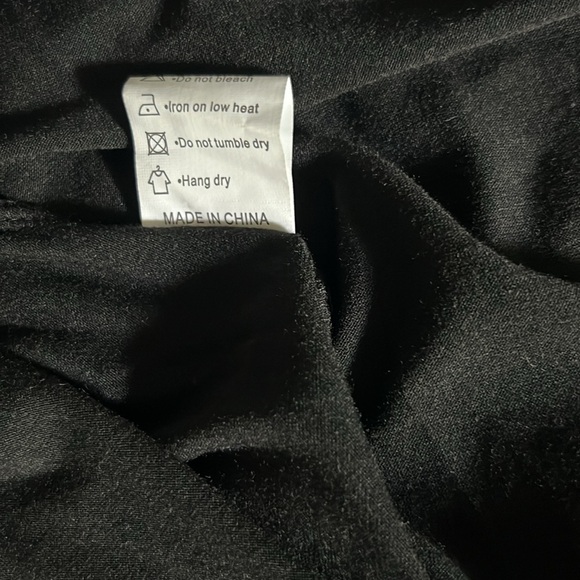 •Do not bleach
•Iron on low heat
•Do not tumble dry
•Hang dry
MADE IN CHINA